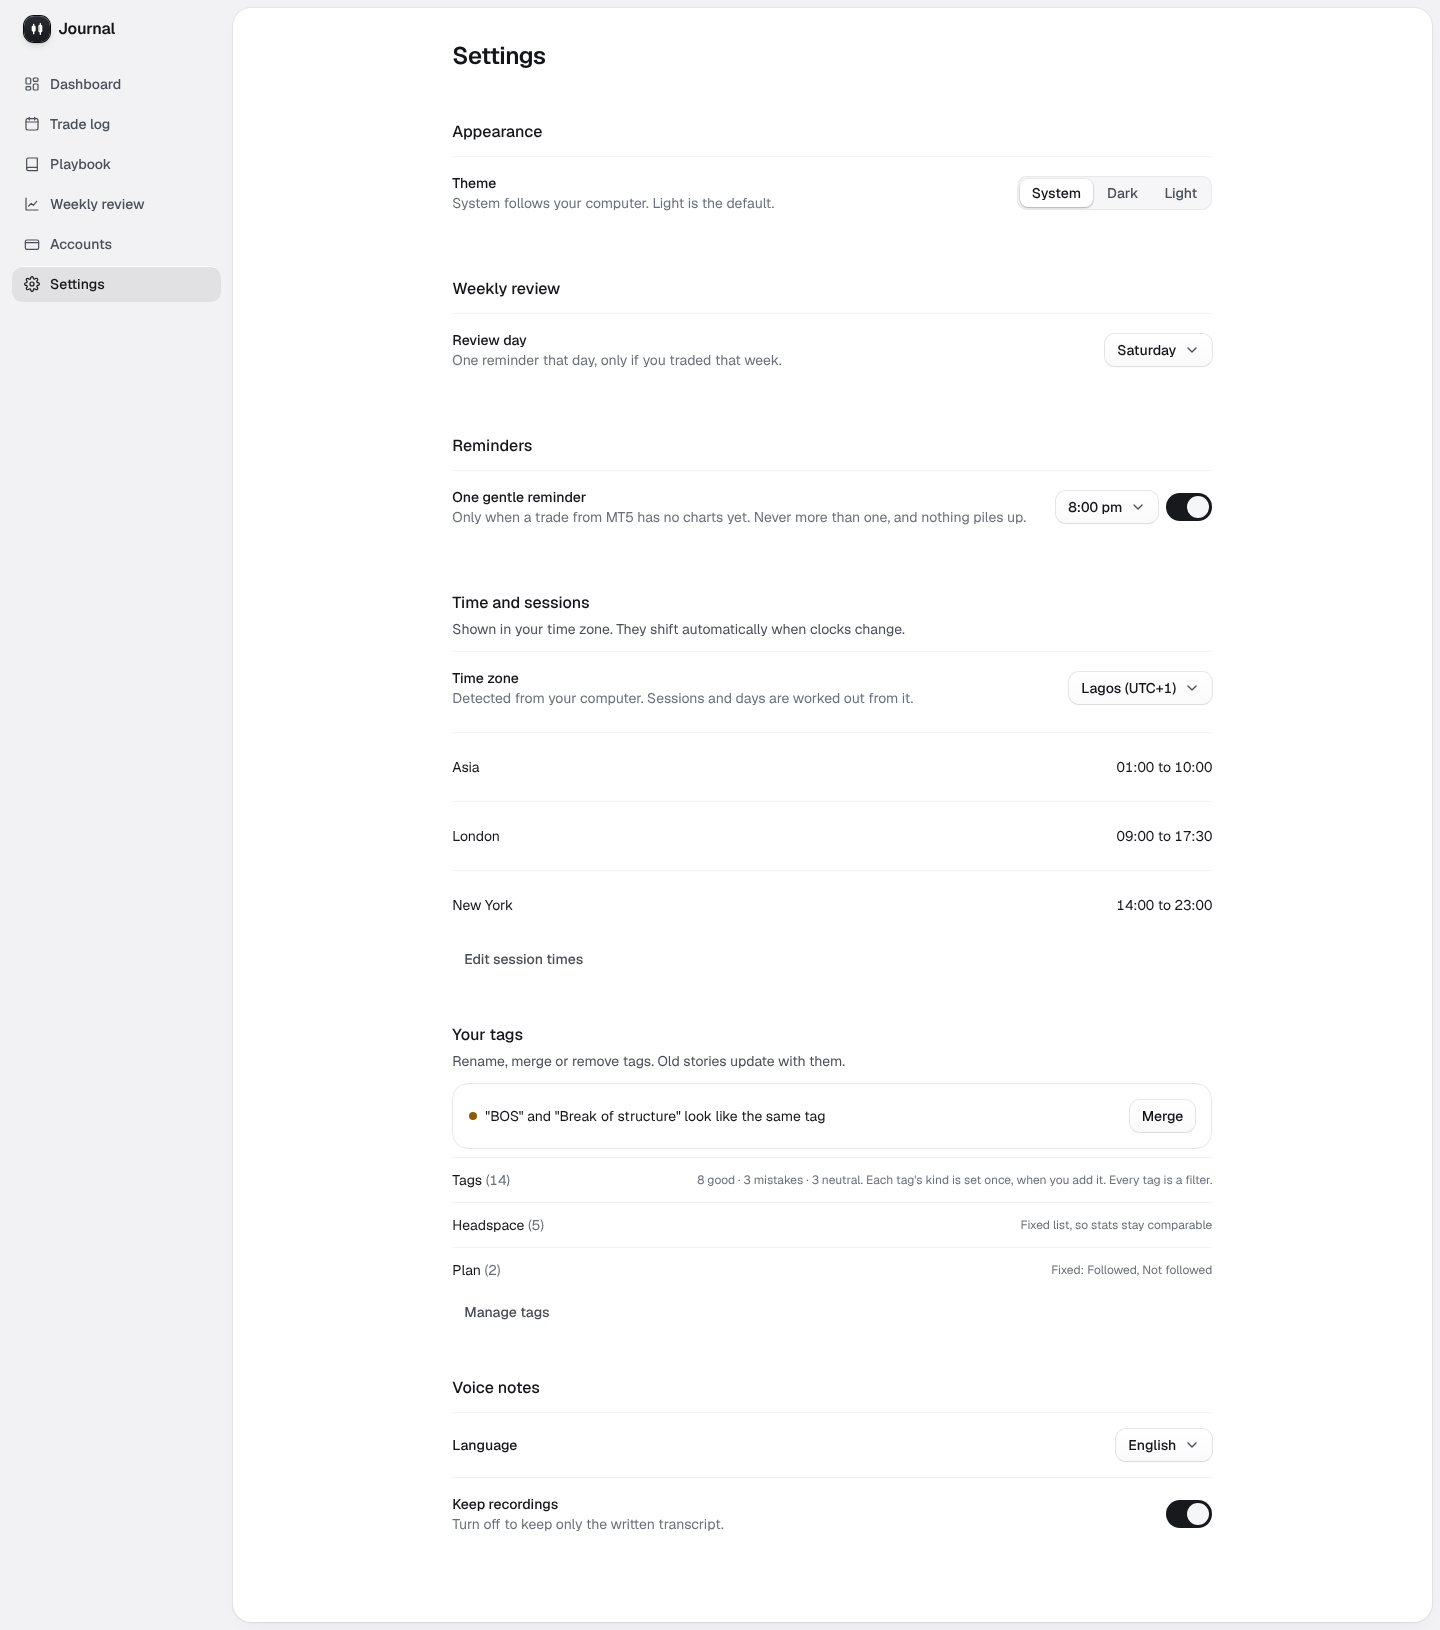 Journal
Dashboard
Trade log
Playbook
Weekly review
Accounts
Settings
Settings
Appearance
Theme
System follows your computer. Light is the default.
System Dark Light
Weekly review
Review day
One reminder that day, only if you traded that week.
Saturday
Reminders
One gentle reminder
Only when a trade from MT5 has no charts yet. Never more than one, and nothing piles up.
8:00 pm
Time and sessions
Shown in your time zone. They shift automatically when clocks change.
Time zone
Detected from your computer. Sessions and days are worked out from it.
Lagos (UTC+1)
Asia 01:00 to 10:00
London 09:00 to 17:30
New York 14:00 to 23:00
Edit session times
Your tags
Rename, merge or remove tags. Old stories update with them.
"BOS" and "Break of structure" look like the same tag Merge
Tags (14) 8 good · 3 mistakes · 3 neutral. Each tag's kind is set once, when you add it. Every tag is a filter.
Headspace (5) Fixed list, so stats stay comparable
Plan (2) Fixed: Followed, Not followed
Manage tags
Voice notes
Language English
Keep recordings
Turn off to keep only the written transcript.